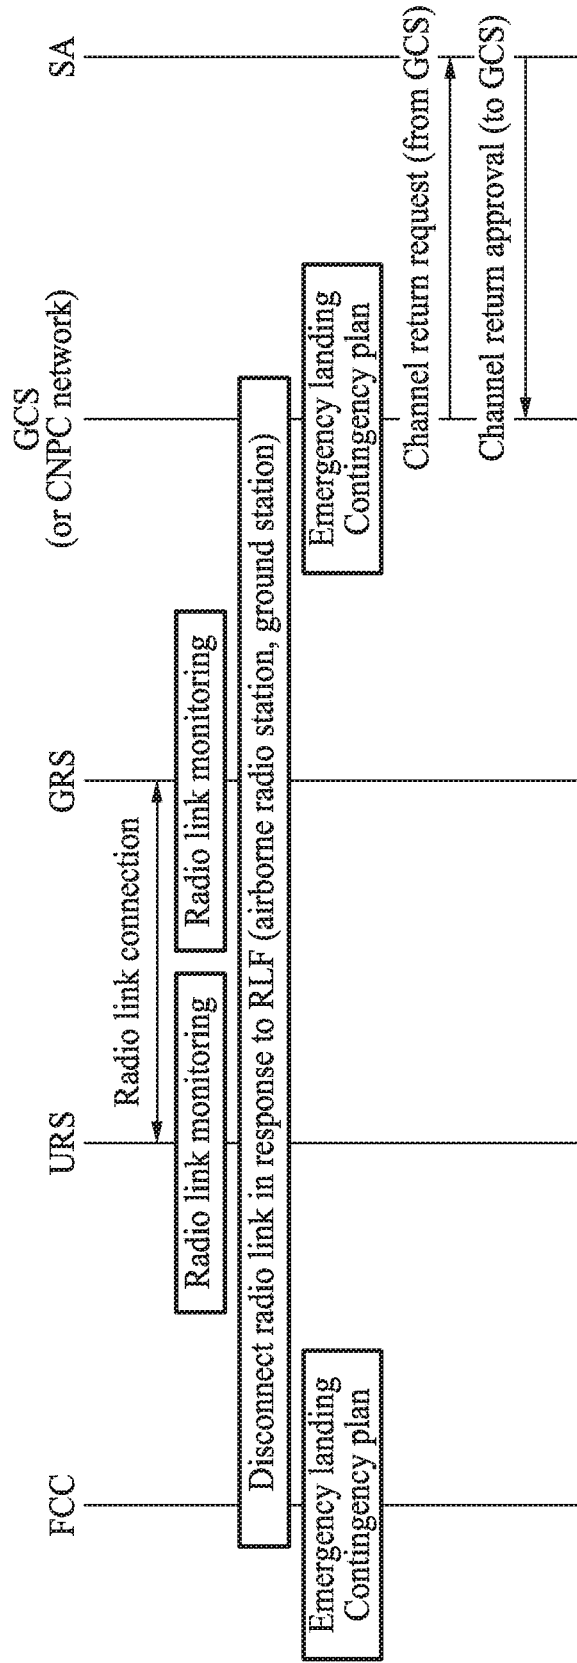 FCC
URS
GRS
GCS
(or CNPC network)
SA
Radio link connection
Radio link monitoring
Radio link monitoring
Disconnect radio link in response to RLF (airborne radio station, ground station)
Emergency landing
Contingency plan
Emergency landing
Contingency plan
Channel return request (from GCS)
Channel return approval (to GCS)